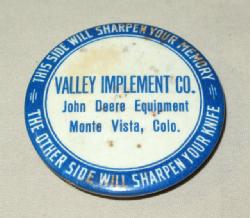 THIS SIDE WILL SHARPEN YOUR MEMORY
VALLEY IMPLEMENT CO.
John Deere Equipment
Monte Vista, Colo.
THE OTHER SIDE WILL SHARPEN YOUR KNIFE